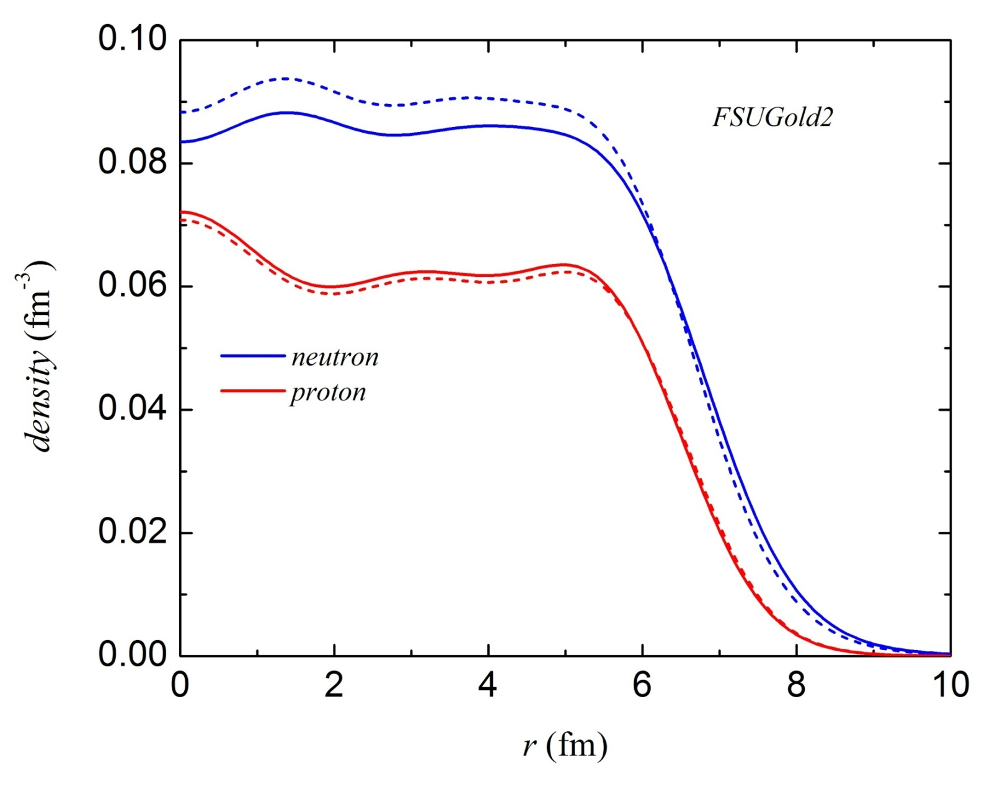 0.10
0.08
0.06
0.04
0.02
0.00
0 2 4 6 8 10
density (fm⁻³)
r (fm)
FSUGold2
neutron
proton